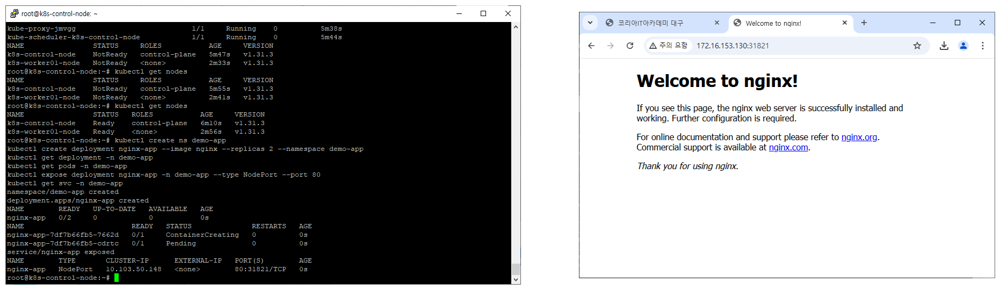 root@k8s-control-node: ~
kube-proxy-jmvgg 1/1 Running 0 5m38s
kube-scheduler-k8s-control-node 1/1 Running 0 5m44s
NAME STATUS ROLES AGE VERSION
k8s-control-node NotReady control-plane 5m47s v1.31.3
k8s-worker01-node NotReady <none> 2m33s v1.31.3
root@k8s-control-node:~# kubectl get nodes
NAME STATUS ROLES AGE VERSION
k8s-control-node NotReady control-plane 5m55s v1.31.3
k8s-worker01-node NotReady <none> 2m41s v1.31.3
root@k8s-control-node:~# kubectl get nodes
NAME STATUS ROLES AGE VERSION
k8s-control-node Ready control-plane 6m10s v1.31.3
k8s-worker01-node Ready <none> 2m56s v1.31.3
root@k8s-control-node:~# kubectl create ns demo-app
kubectl create deployment nginx-app --image nginx --replicas 2 --namespace demo-app
kubectl get deployment -n demo-app
kubectl get pods -n demo-app
kubectl expose deployment nginx-app -n demo-app --type NodePort --port 80
kubectl get svc -n demo-app
namespace/demo-app created
deployment.apps/nginx-app created
NAME READY UP-TO-DATE AVAILABLE AGE
nginx-app 0/2 0 0 0s
NAME READY STATUS RESTARTS AGE
nginx-app-7df7b66fb5-7662d 0/1 ContainerCreating 0 0s
nginx-app-7df7b66fb5-cdrtc 0/1 Pending 0 0s
service/nginx-app exposed
NAME TYPE CLUSTER-IP EXTERNAL-IP PORT(S) AGE
nginx-app NodePort 10.103.50.148 <none> 80:31821/TCP 0s
root@k8s-control-node:~#
코리아IT아카데미 대구
Welcome to nginx!
주의 요함 172.16.153.130:31821
Welcome to nginx!
If you see this page, the nginx web server is successfully installed and
working. Further configuration is required.
For online documentation and support please refer to nginx.org.
Commercial support is available at nginx.com.
Thank you for using nginx.